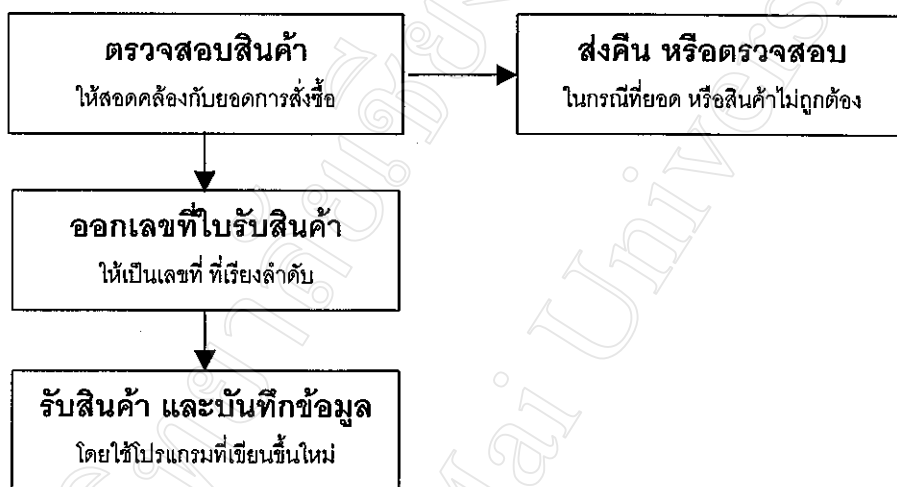 ตรวจสอบสินค้า
ให้สอดคล้องกับยอดการสั่งซื้อ
ส่งคืน หรือตรวจสอบ
ในกรณีที่ยอด หรือสินค้าไม่ถูกต้อง
ออกเลขที่ใบรับสินค้า
ให้เป็นเลขที่ ที่เรียงลำดับ
รับสินค้า และบันทึกข้อมูล
โดยใช้โปรแกรมที่เขียนขึ้นใหม่